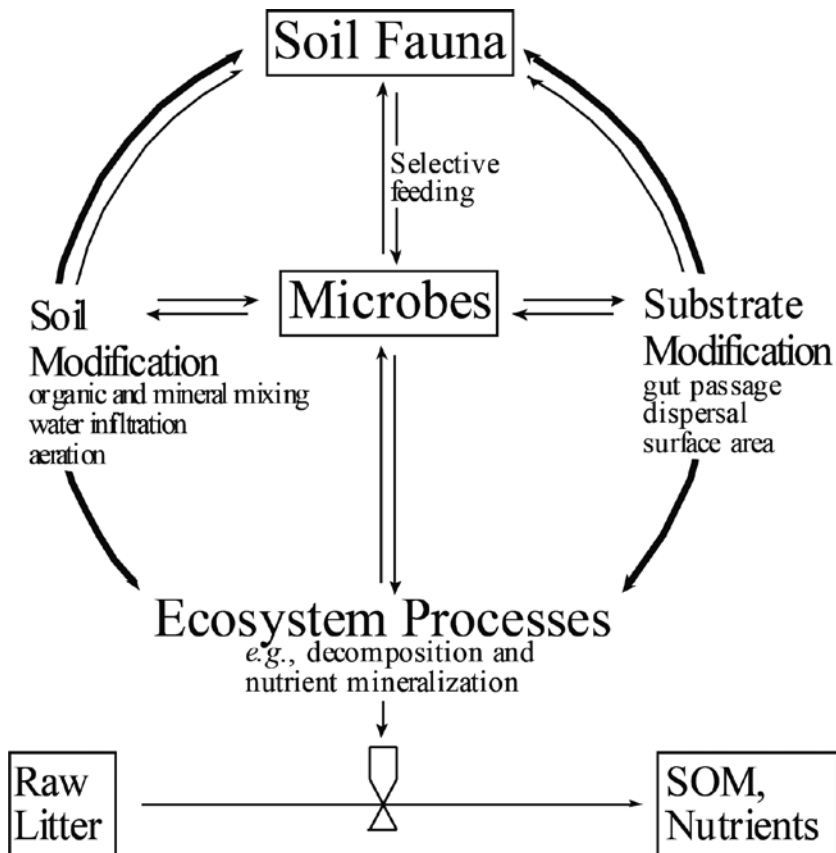 Soil Fauna
Selective
feeding
Microbes
Soil
Modification
organic and mineral mixing
water infiltration
aeration
Substrate
Modification
gut passage
dispersal
surface area
Ecosystem Processes
e.g., decomposition and
nutrient mineralization
Raw
Litter
SOM,
Nutrients